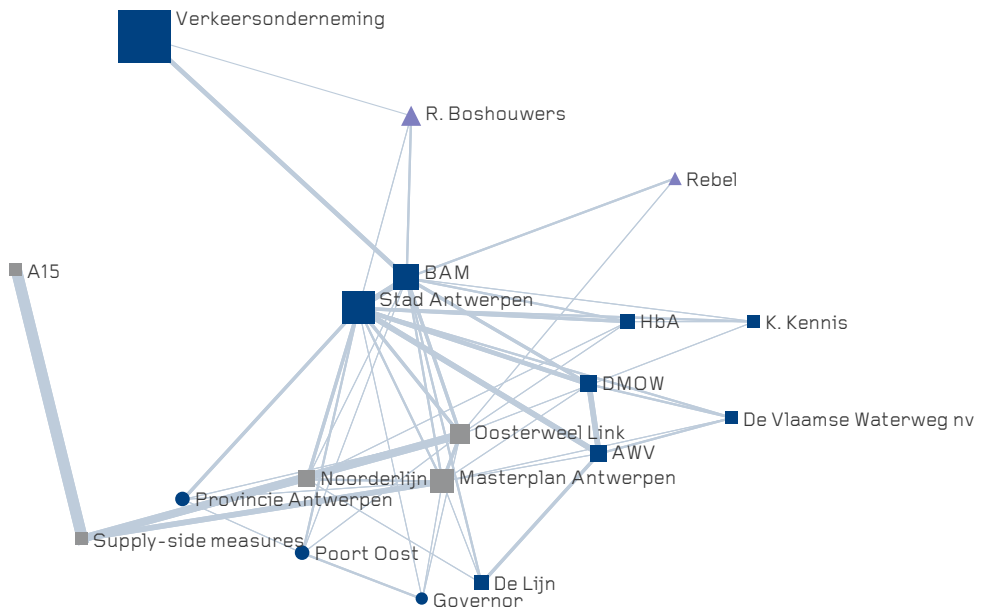 Verkeersonderneming
R. Boshouwers
Rebel
A15
BAM
Stad Antwerpen
HbA
K. Kennis
DMOW
De Vlaamse Waterweg nv
Oosterweel Link
AWV
Noorderlijn
Masterplan Antwerpen
Provincie Antwerpen
Supply-side measures
Poort Oost
De Lijn
Governor